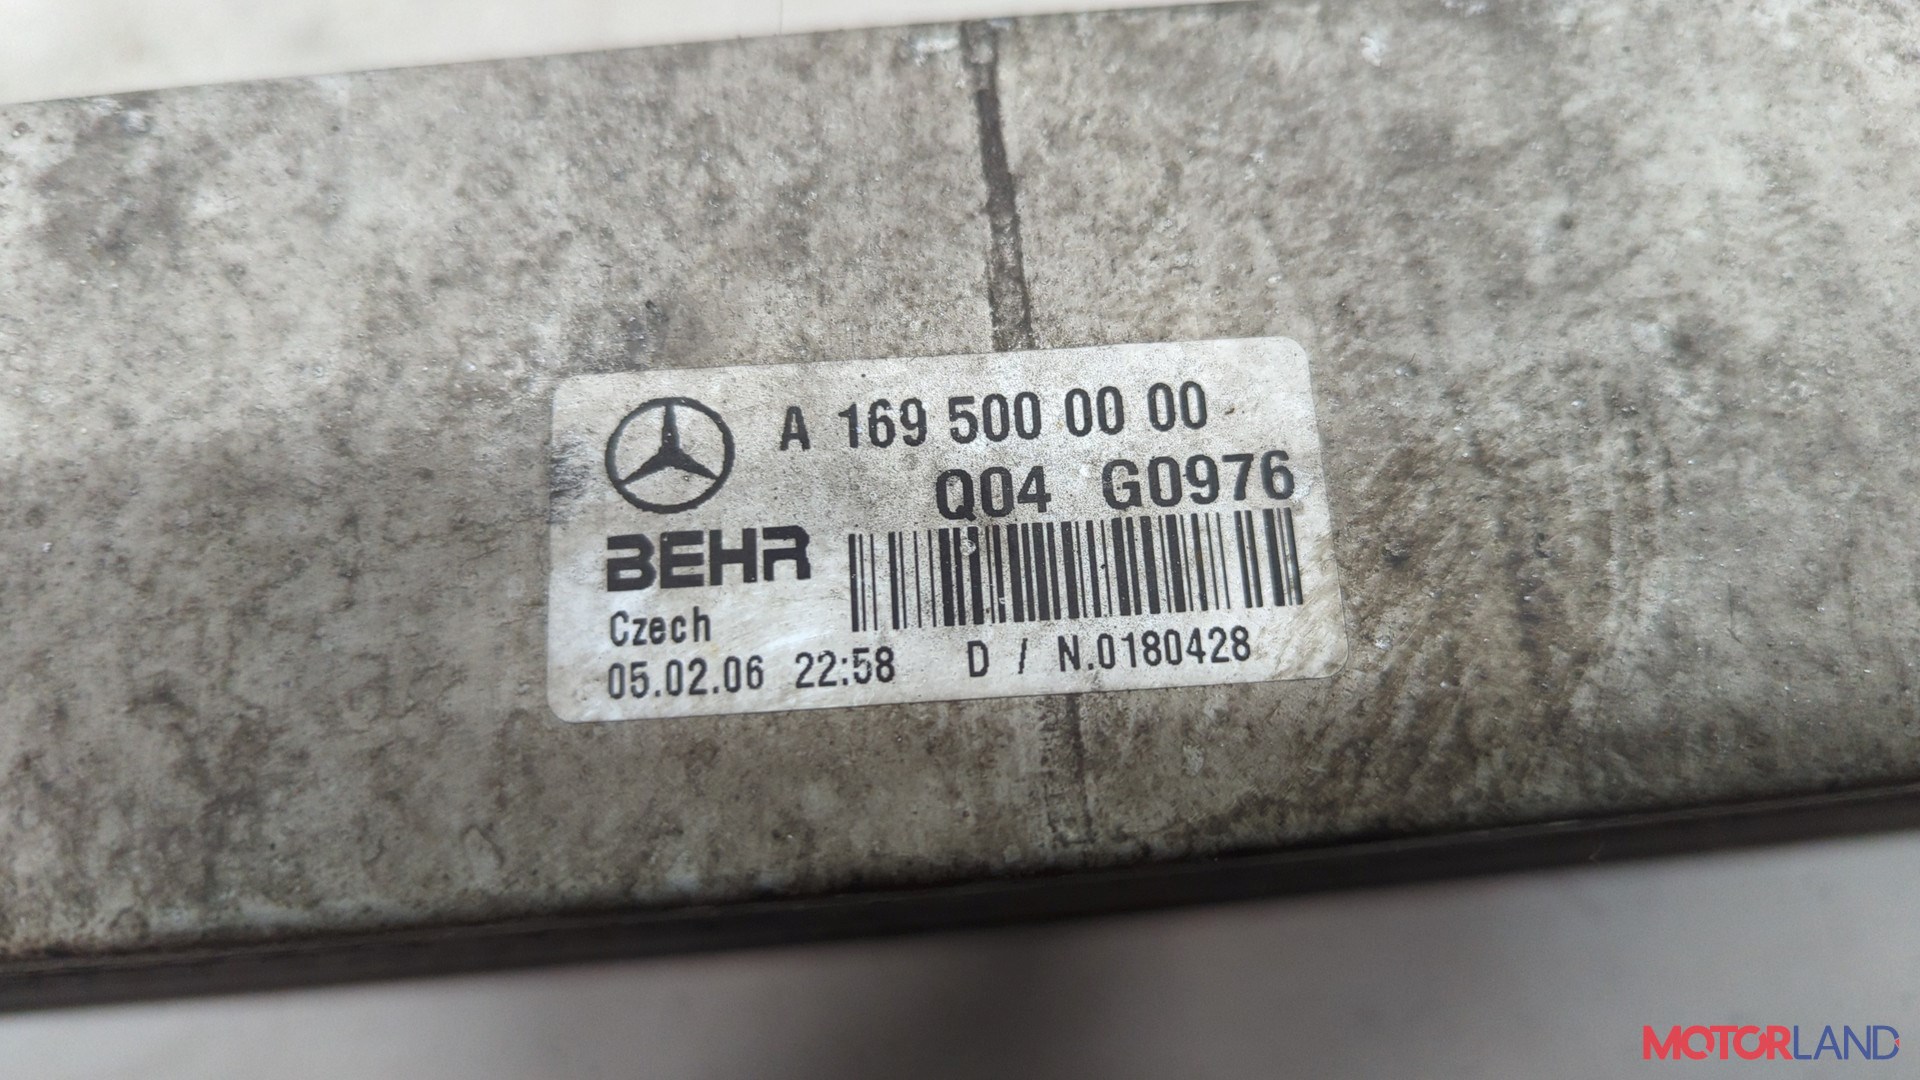 A 169 500 00 00
Q04 G0976
BEHR
Czech
05.02.06 22:58 D / N.0180428
MOTORLAND